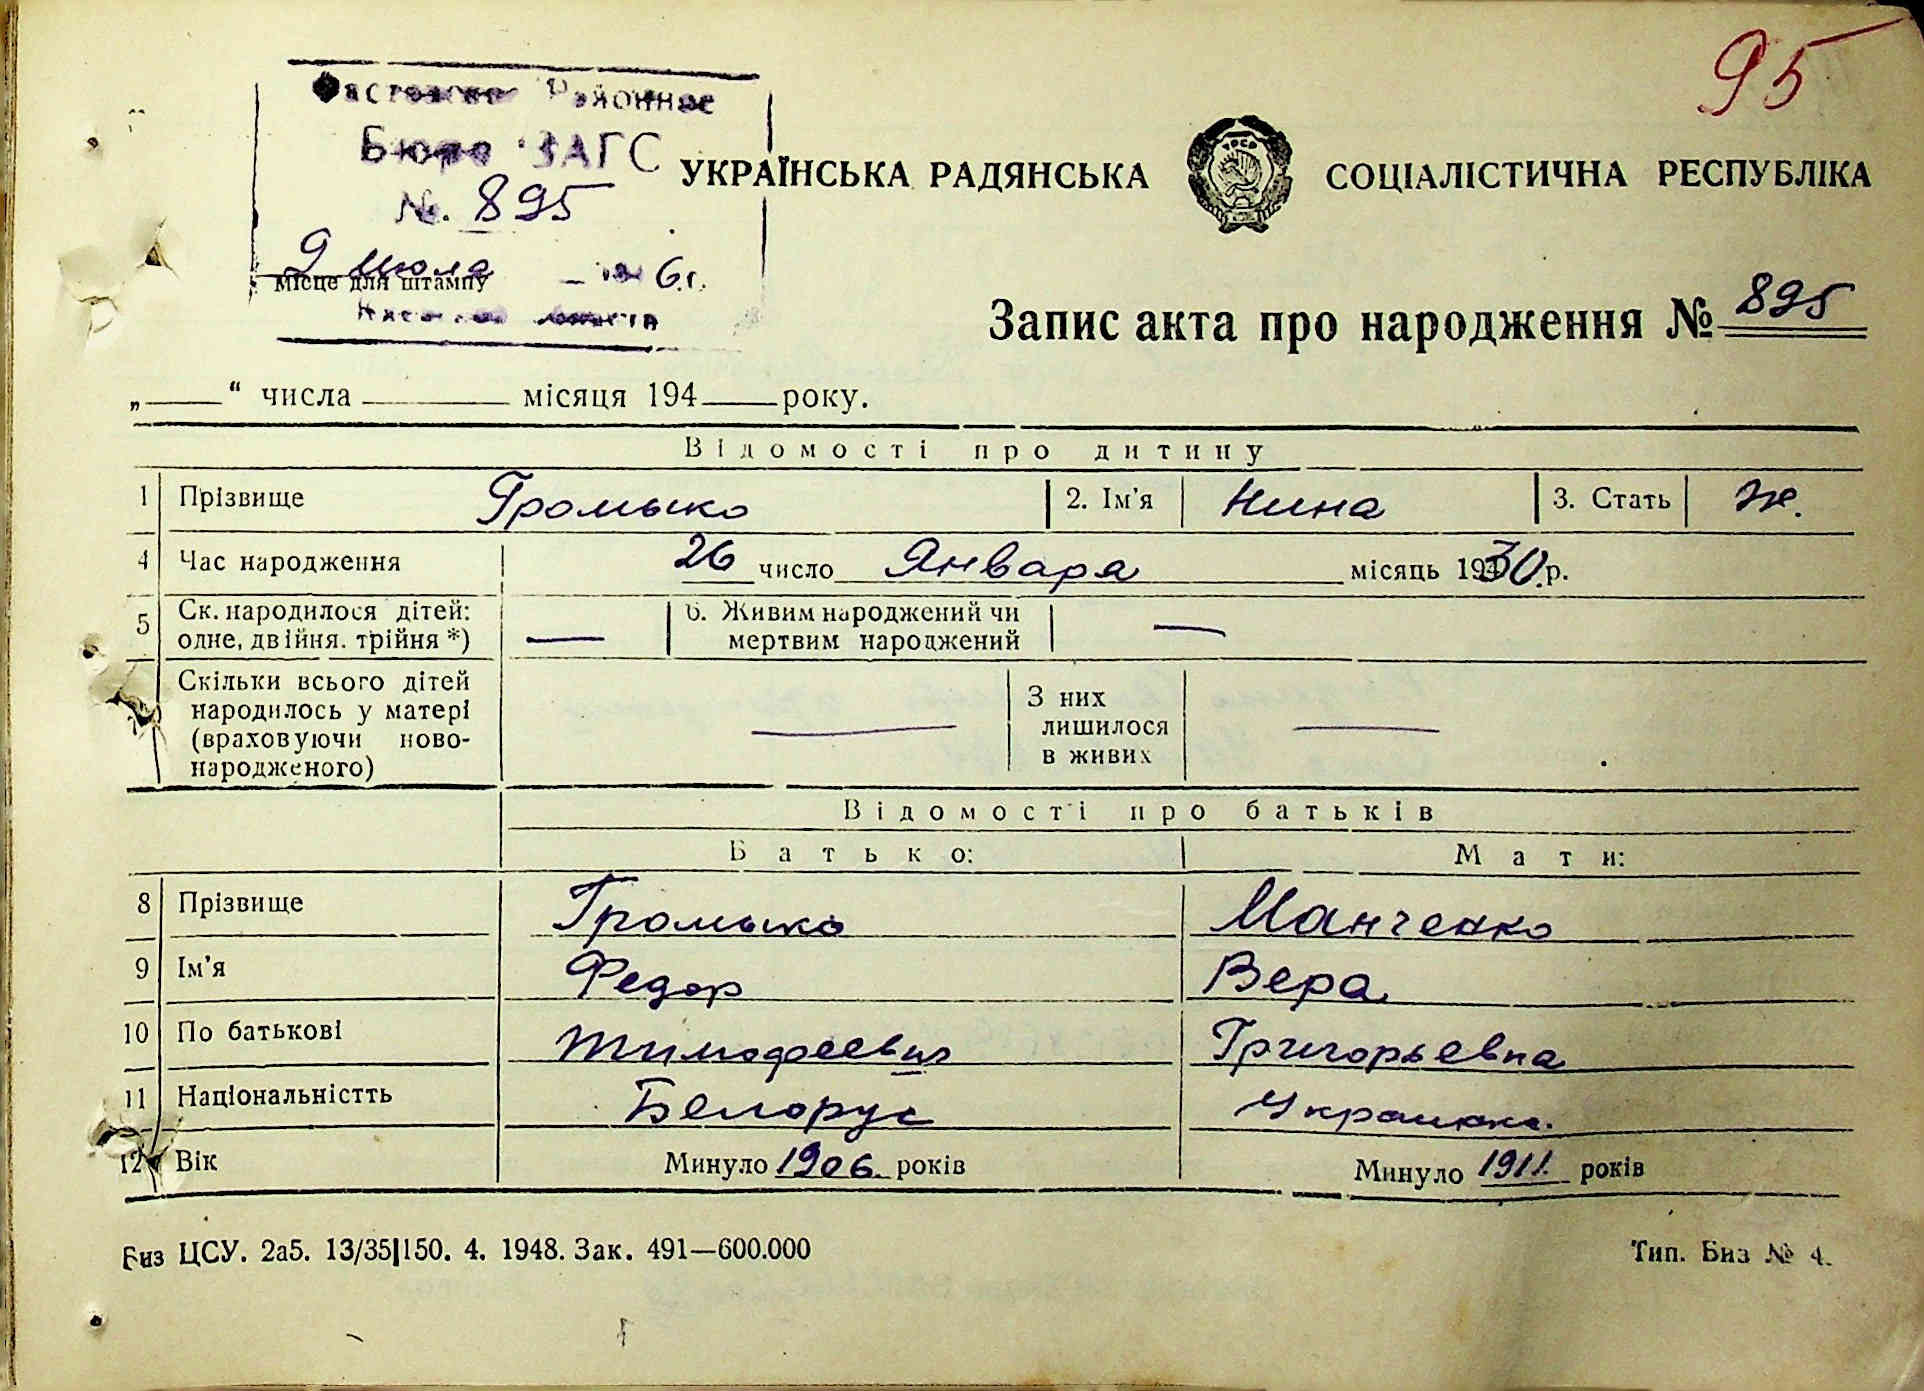 95
Районное
Бюро ЗАГС
№. 895
9 Июля 6 г.
місце для штампу
УКРАЇНСЬКА РАДЯНСЬКА СОЦІАЛІСТИЧНА РЕСПУБЛІКА
Запис акта про народження № 895
„ “ числа місяця 194 року.
Відомості про дитину
1 Прізвище Громыко 2. Ім'я Нина 3. Стать ж.
4 Час народження 26 число Января місяць 1930 р.
5 Ск. народилося дітей: одне, двійня, трійня *) — 6. Живим народжений чи мертвим народжений —
Скільки всього дітей народилось у матері (враховуючи ново-народженого) — З них лишилося в живих —
Відомості про батьків
Батько: Мати:
8 Прізвище Громыко Манченко
9 Ім'я Федор Вера
10 По батькові Тимофеевич Григорьевна
11 Національністть Белорус Украинка.
12 Вік Минуло 1906. років Минуло 1911. років
Биз ЦСУ. 2а5. 13/35|150. 4. 1948. Зак. 491—600.000 Тип. Биз № 4.